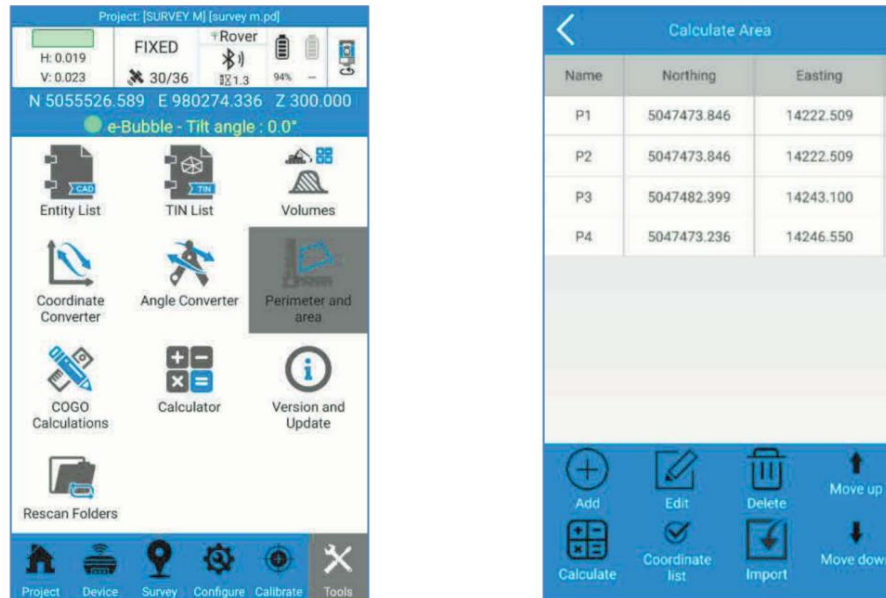 Project: [SURVEY M] [survey m.pd]
H: 0.019
V: 0.023
FIXED
30/36
Rover
1.3
94%
–
N 5055526.589 E 980274.336 Z 300.000
e-Bubble - Tilt angle : 0.0°
CAD
TIN
Entity List
TIN List
Volumes
Coordinate
Converter
Angle Converter
Perimeter and
area
COGO
Calculations
Calculator
Version and
Update
Rescan Folders
Project Device Survey Configure Calibrate Tools
Calculate Area
Name Northing Easting
P1 5047473.846 14222.509
P2 5047473.846 14222.509
P3 5047482.399 14243.100
P4 5047473.236 14246.550
Add Edit Delete Move up
Calculate Coordinate
list Import Move dow